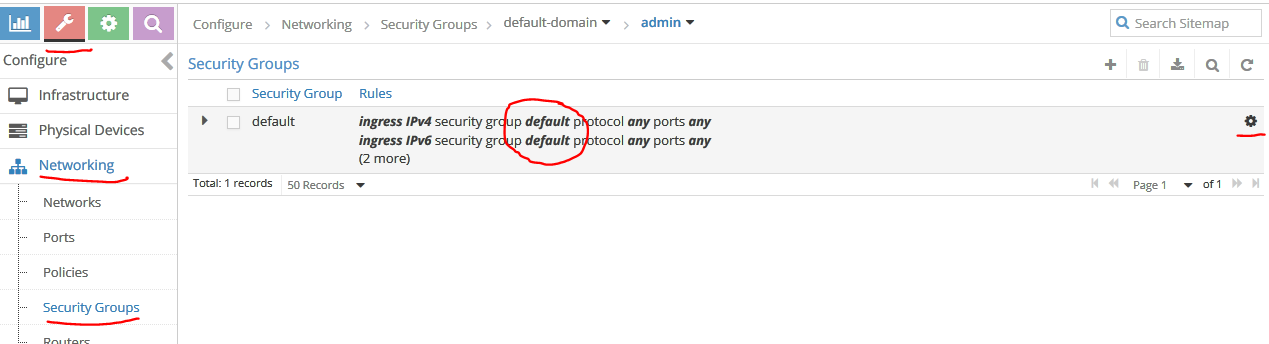 Configure > Networking > Security Groups > default-domain > admin
Search Sitemap
Configure
Infrastructure
Physical Devices
Networking
Networks
Ports
Policies
Security Groups
Routers
Security Groups
Security Group Rules
default
ingress IPv4 security group default protocol any ports any
ingress IPv6 security group default protocol any ports any
(2 more)
Total: 1 records 50 Records
Page 1 of 1